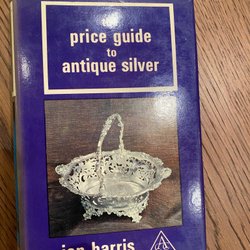 price guide
to
antique silver
ian harris